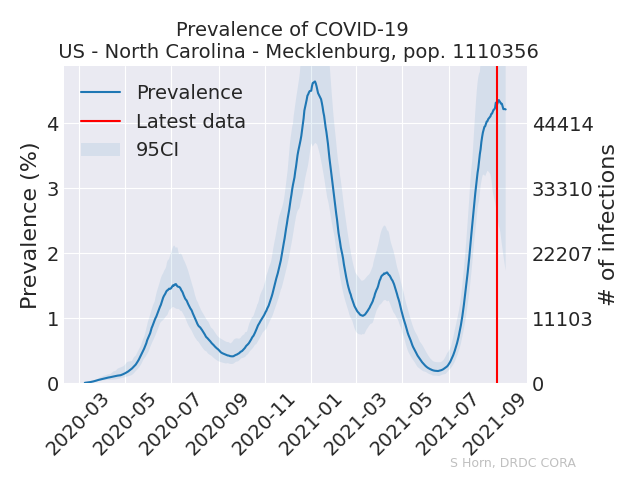 Prevalence of COVID-19
US - North Carolina - Mecklenburg, pop. 1110356
Prevalence
Latest data
95CI
Prevalence (%)
4
3
2
1
0
44414
33310
22207
11103
0
# of infections
2020-03
2020-05
2020-07
2020-09
2020-11
2021-01
2021-03
2021-05
2021-07
2021-09
S Horn, DRDC CORA